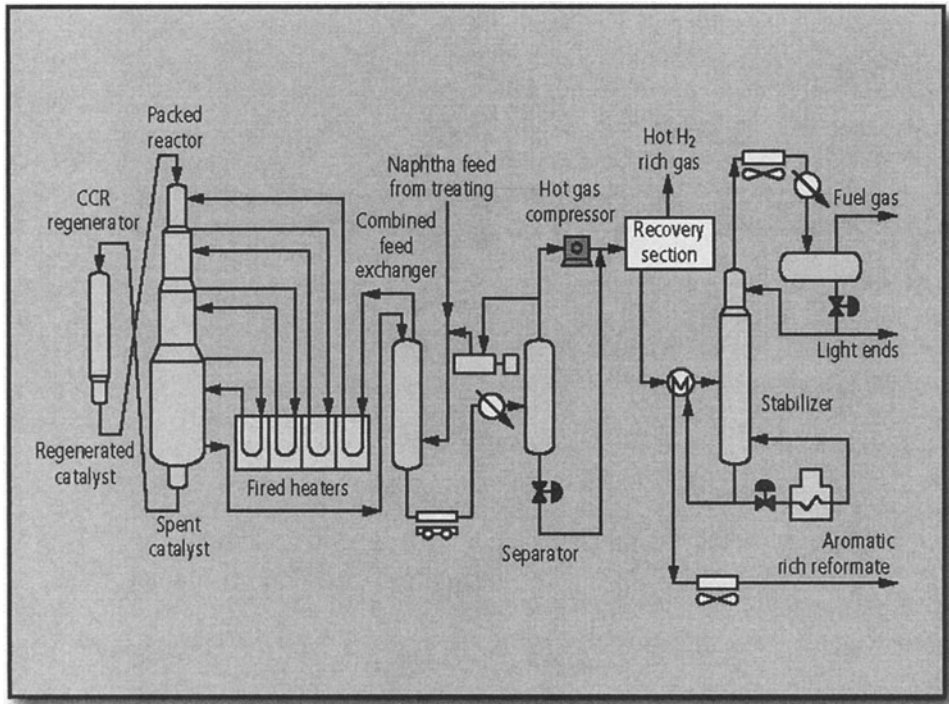 Packed
reactor
CCR
regenerator
Naphtha feed
from treating
Combined
feed
exchanger
Hot gas
compressor
Hot H2
rich gas
Recovery
section
Fuel gas
Light ends
Stabilizer
Regenerated
catalyst
Fired heaters
Spent
catalyst
Separator
Aromatic
rich reformate